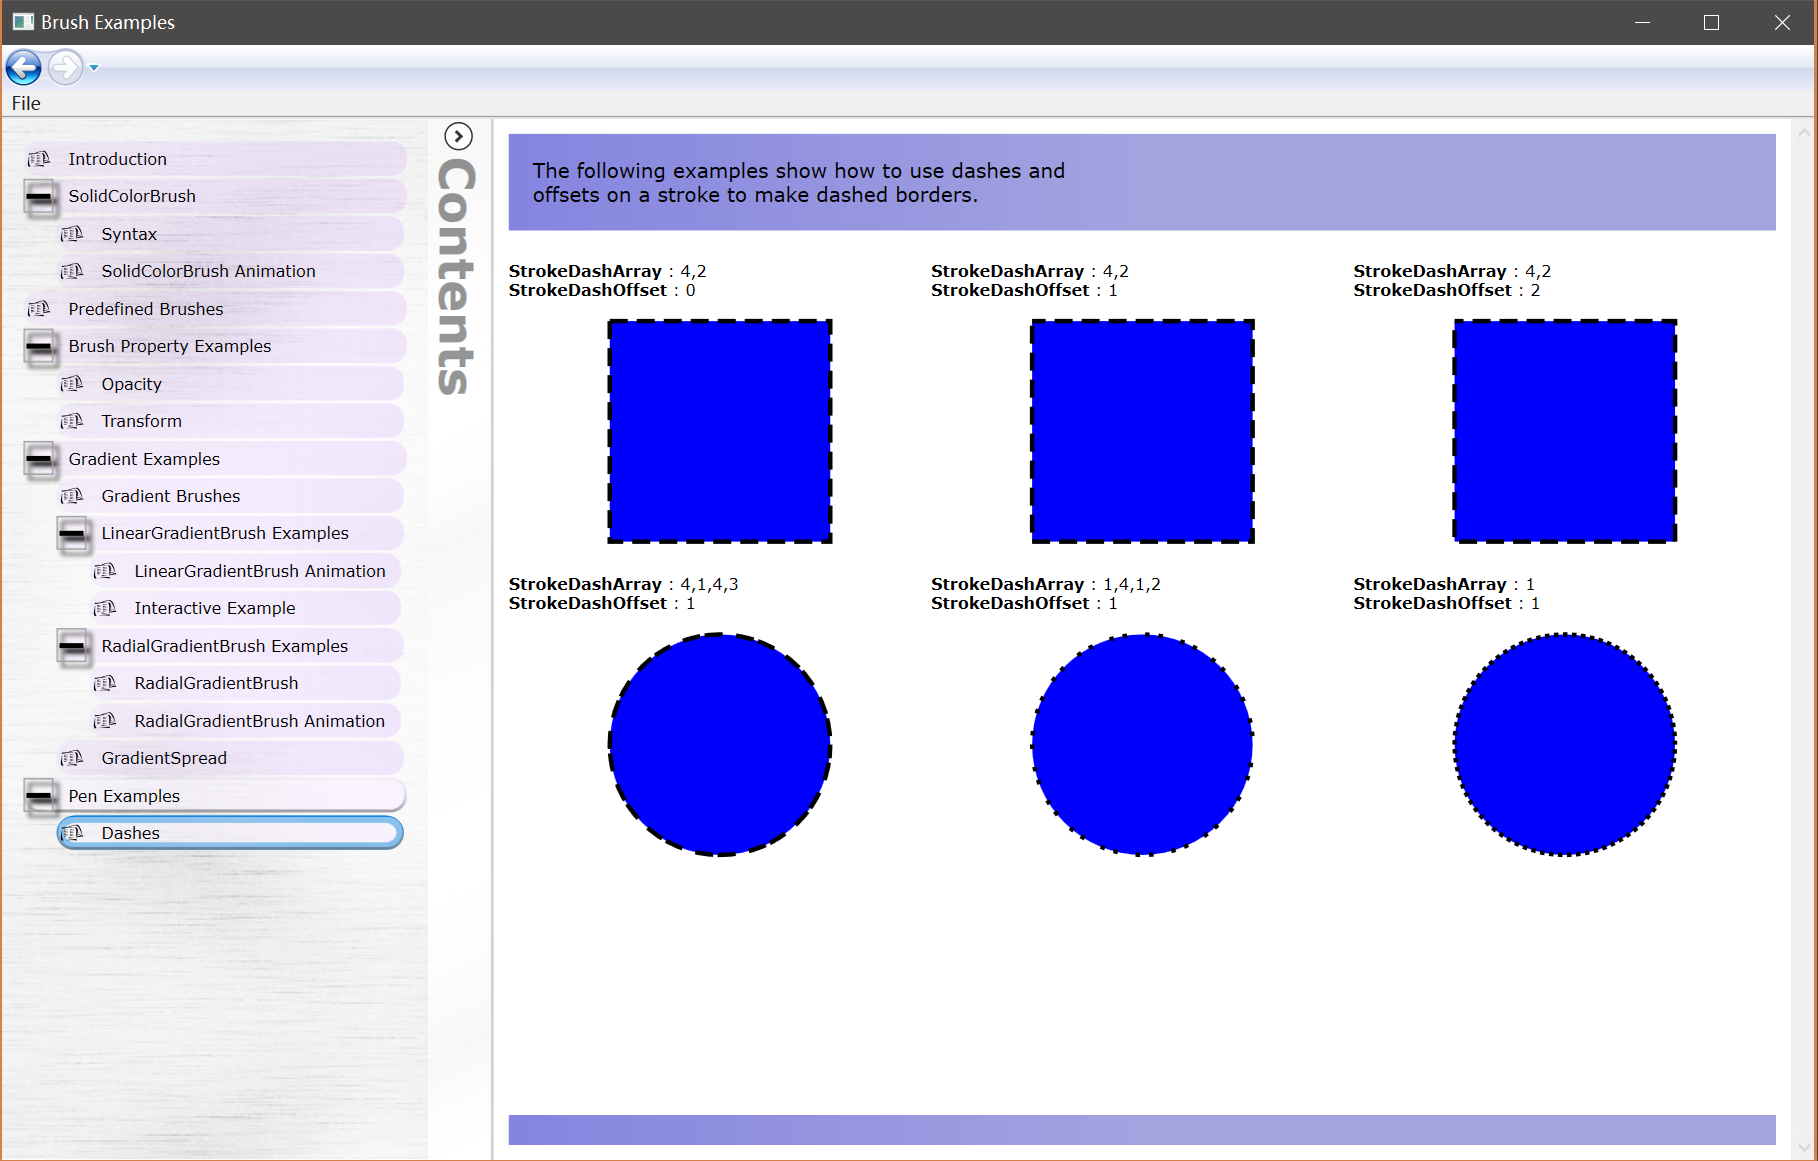 Brush Examples
File
Introduction
SolidColorBrush
Syntax
SolidColorBrush Animation
Predefined Brushes
Brush Property Examples
Opacity
Transform
Gradient Examples
Gradient Brushes
LinearGradientBrush Examples
LinearGradientBrush Animation
Interactive Example
RadialGradientBrush Examples
RadialGradientBrush
RadialGradientBrush Animation
GradientSpread
Pen Examples
Dashes
Contents
The following examples show how to use dashes and
offsets on a stroke to make dashed borders.
StrokeDashArray : 4,2
StrokeDashOffset : 0
StrokeDashArray : 4,2
StrokeDashOffset : 1
StrokeDashArray : 4,2
StrokeDashOffset : 2
StrokeDashArray : 4,1,4,3
StrokeDashOffset : 1
StrokeDashArray : 1,4,1,2
StrokeDashOffset : 1
StrokeDashArray : 1
StrokeDashOffset : 1